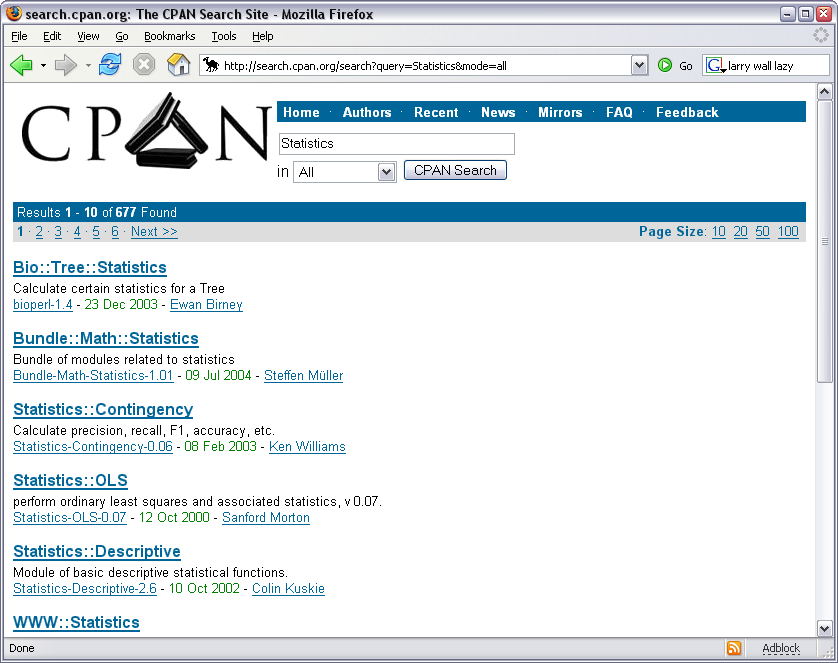 search.cpan.org: The CPAN Search Site - Mozilla Firefox
File Edit View Go Bookmarks Tools Help
http://search.cpan.org/search?query=Statistics&mode=all Go G larry wall lazy
CPAN
Home · Authors · Recent · News · Mirrors · FAQ · Feedback
Statistics
in All CPAN Search
Results 1 - 10 of 677 Found
1 · 2 · 3 · 4 · 5 · 6 · Next >> Page Size: 10 20 50 100
Bio::Tree::Statistics
Calculate certain statistics for a Tree
bioperl-1.4 - 23 Dec 2003 - Ewan Birney
Bundle::Math::Statistics
Bundle of modules related to statistics
Bundle-Math-Statistics-1.01 - 09 Jul 2004 - Steffen Müller
Statistics::Contingency
Calculate precision, recall, F1, accuracy, etc.
Statistics-Contingency-0.06 - 08 Feb 2003 - Ken Williams
Statistics::OLS
perform ordinary least squares and associated statistics, v 0.07.
Statistics-OLS-0.07 - 12 Oct 2000 - Sanford Morton
Statistics::Descriptive
Module of basic descriptive statistical functions.
Statistics-Descriptive-2.6 - 10 Oct 2002 - Colin Kuskie
WWW::Statistics
Done Adblock